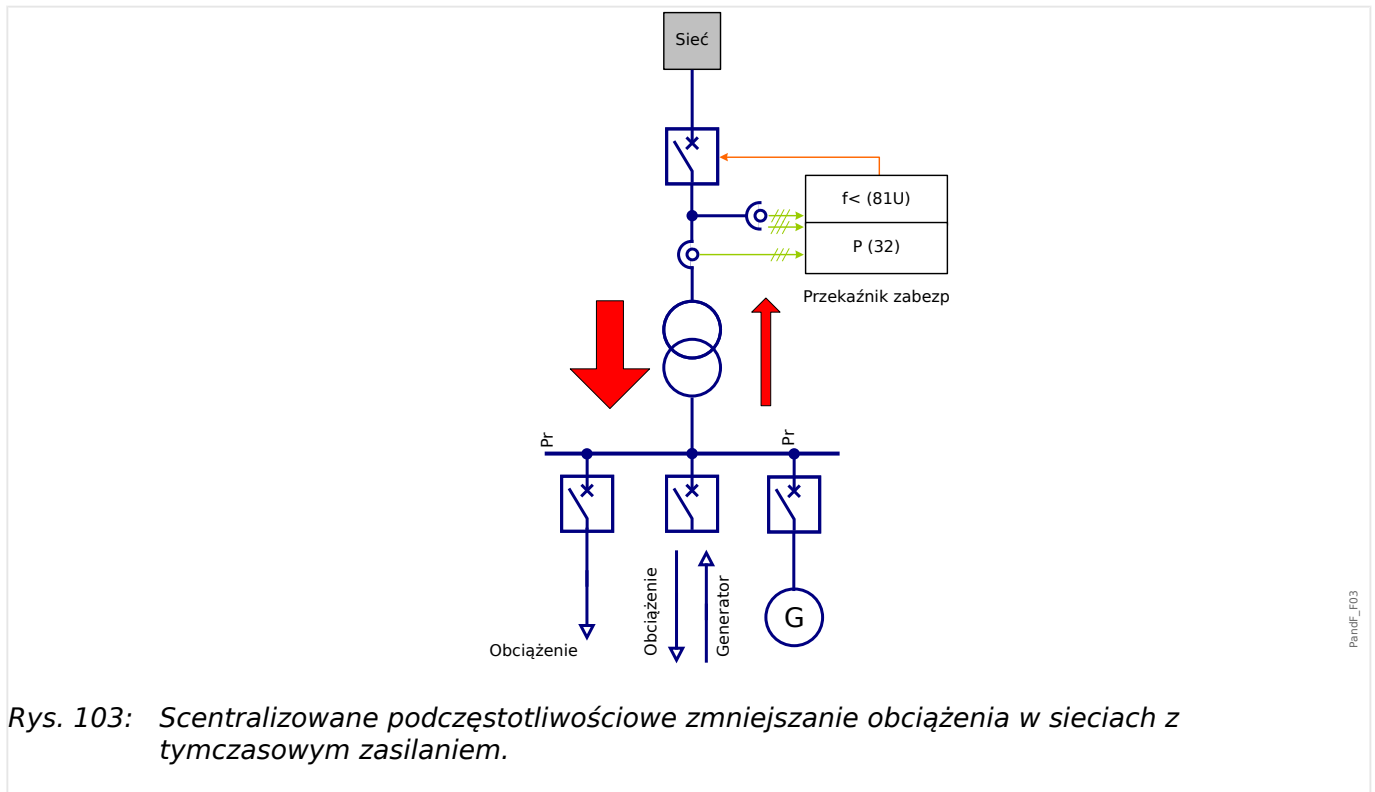 Sieć
f< (81U)
P (32)
Przekaźnik zabezp
Pr
Pr
Obciążenie
Obciążenie
Generator
G
PandF_F03
Rys. 103: Scentralizowane podczęstotliwościowe zmniejszanie obciążenia w sieciach z
tymczasowym zasilaniem.